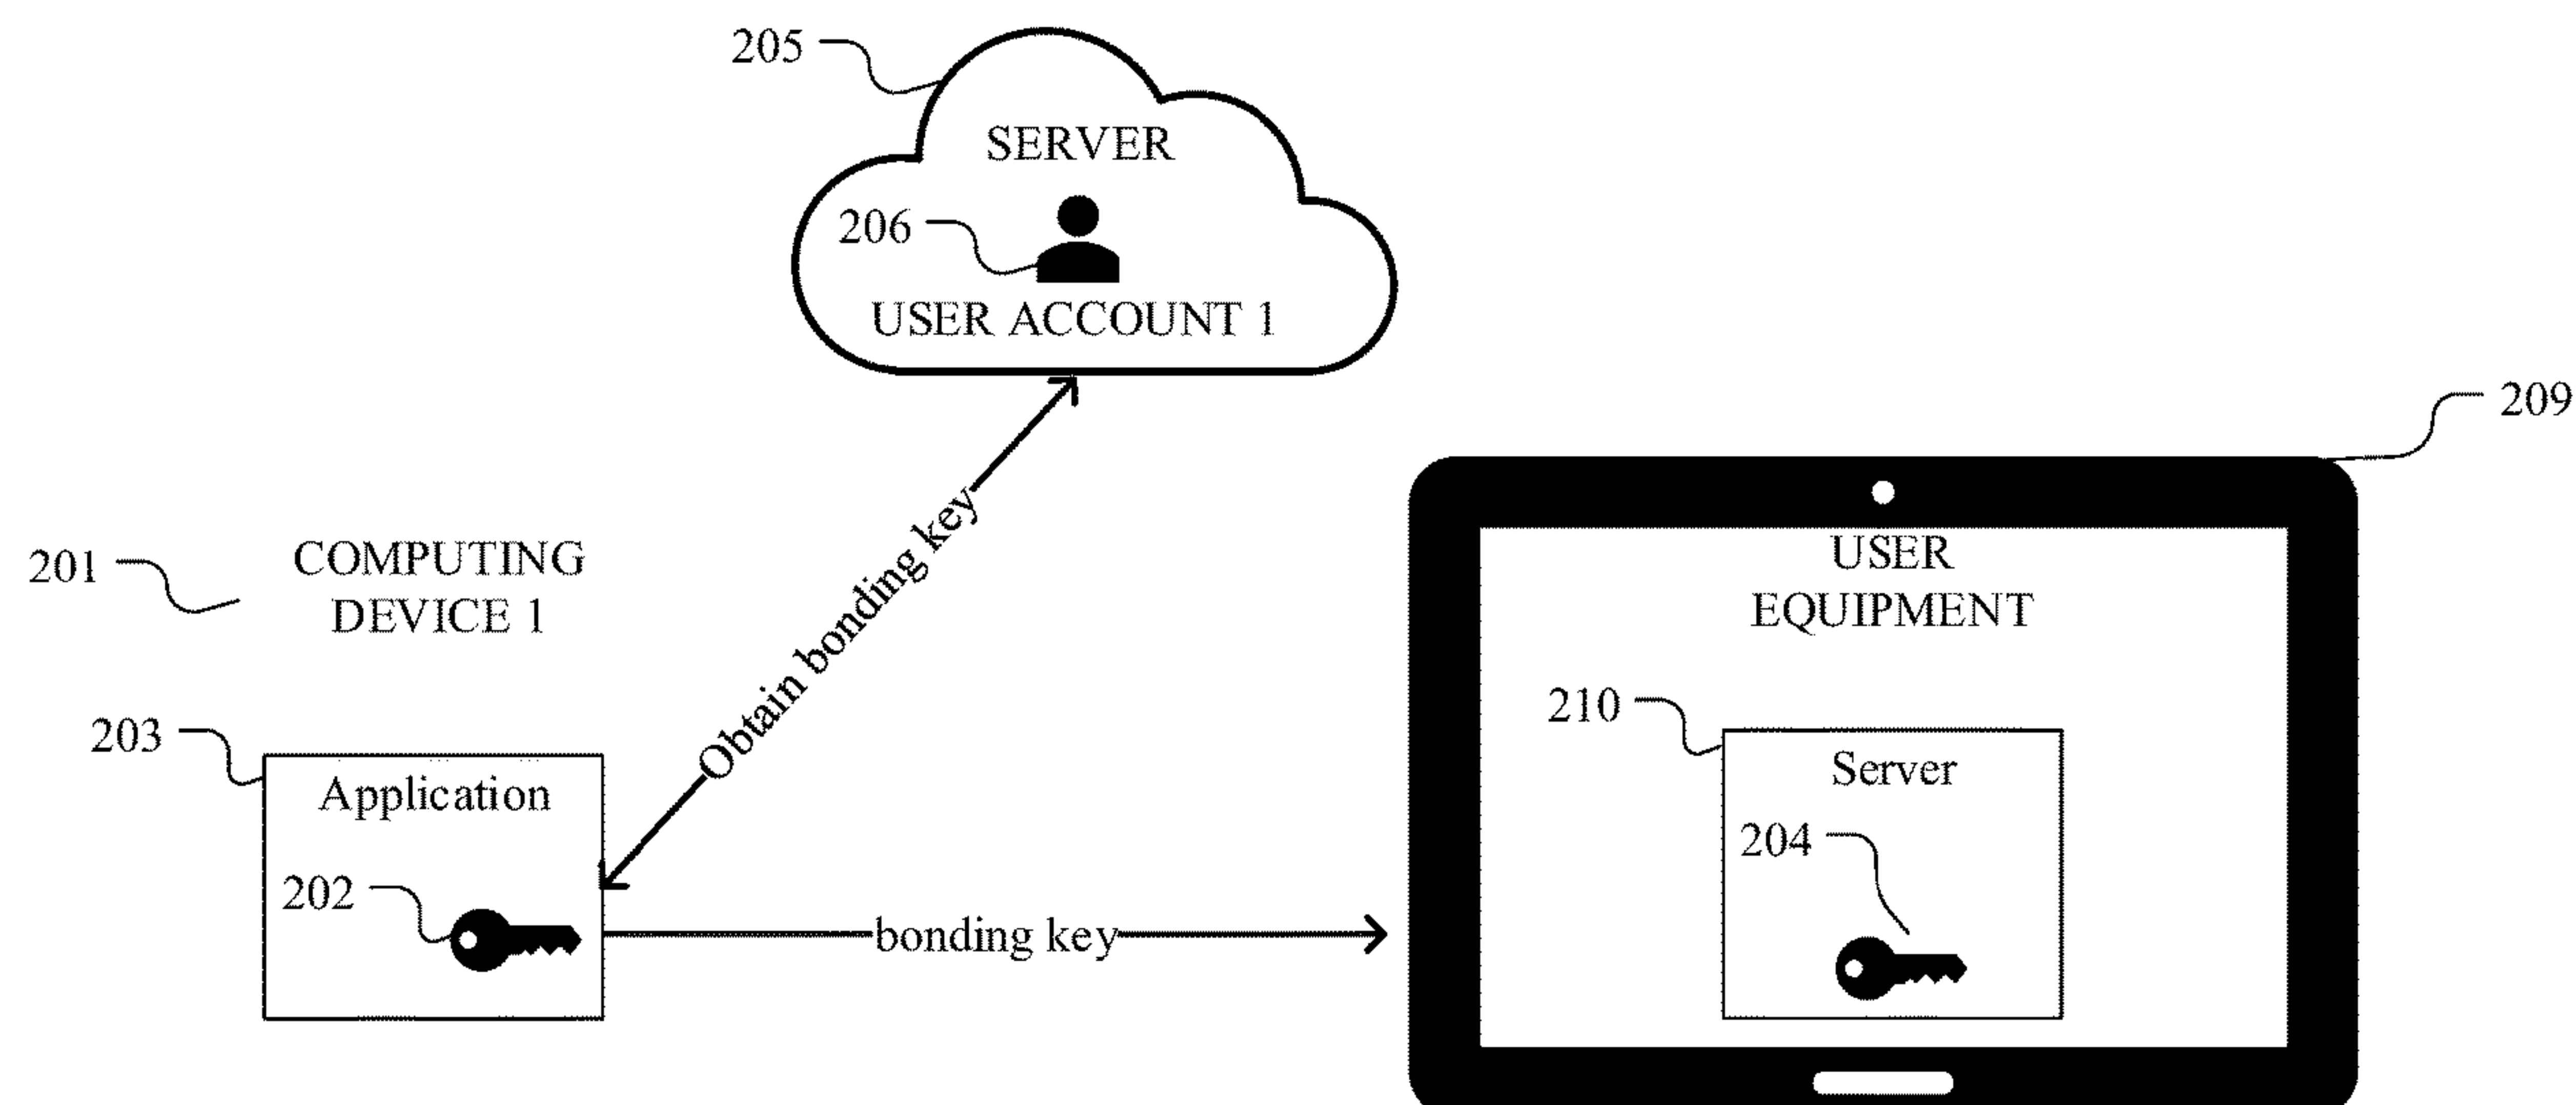 205
SERVER
206
USER ACCOUNT 1
209
201
COMPUTING
DEVICE 1
Obtain bonding key
USER
EQUIPMENT
203
Application
202
bonding key
210
Server
204